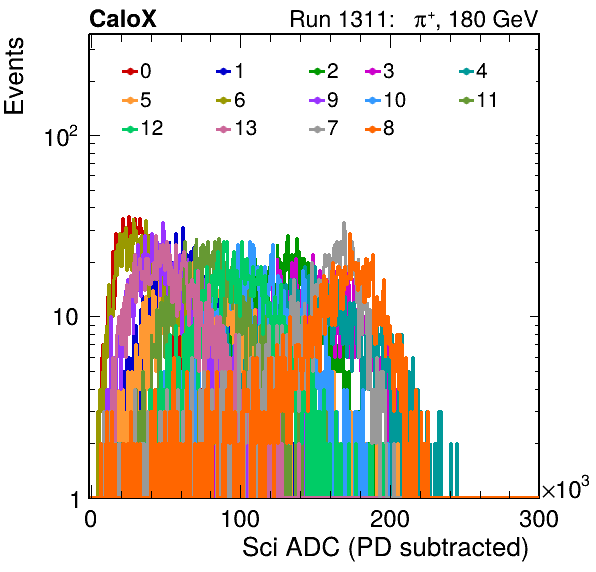 CaloX Run 1311: π⁺, 180 GeV
Events
0 1 2 3 4
5 6 9 10 11
12 13 7 8
10²
10
1
0 100 200 300
×10³
Sci ADC (PD subtracted)